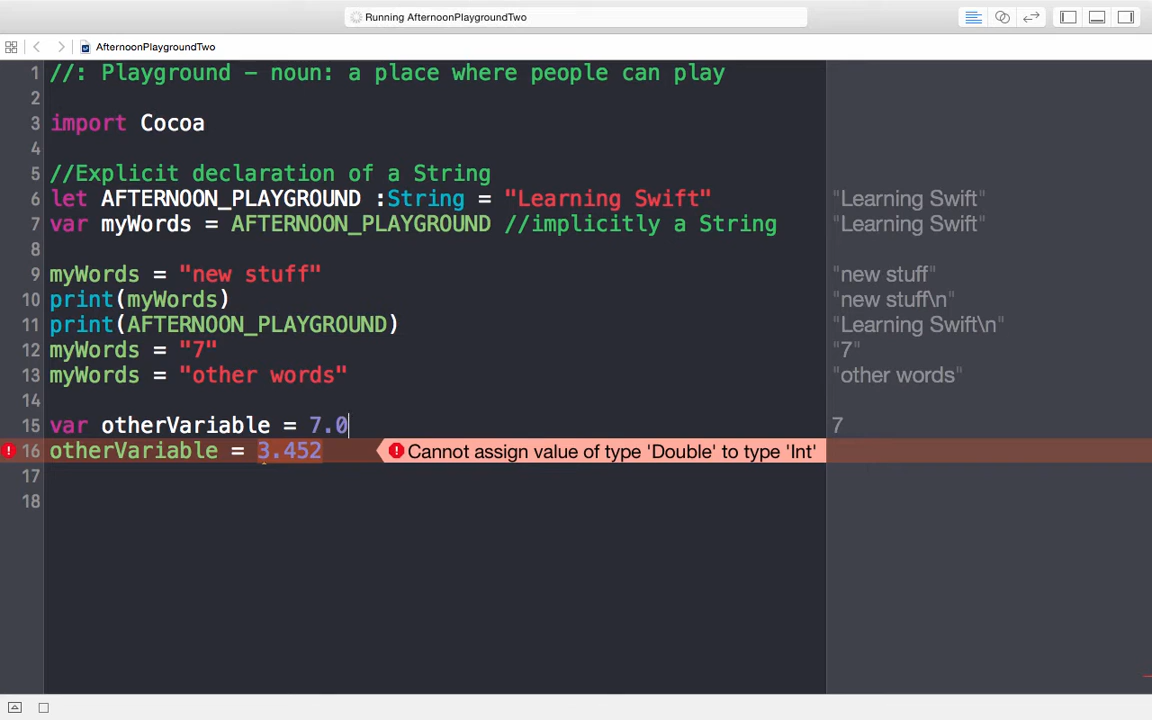 Running AfternoonPlaygroundTwo
AfternoonPlaygroundTwo
1 //: Playground - noun: a place where people can play
2
3 import Cocoa
4
5 //Explicit declaration of a String
6 let AFTERNOON_PLAYGROUND :String = "Learning Swift" "Learning Swift"
7 var myWords = AFTERNOON_PLAYGROUND //implicitly a String "Learning Swift"
8
9 myWords = "new stuff" "new stuff"
10 print(myWords) "new stuff\n"
11 print(AFTERNOON_PLAYGROUND) "Learning Swift\n"
12 myWords = "7" "7"
13 myWords = "other words" "other words"
14
15 var otherVariable = 7.0 7
16 otherVariable = 3.452 Cannot assign value of type 'Double' to type 'Int'
17
18